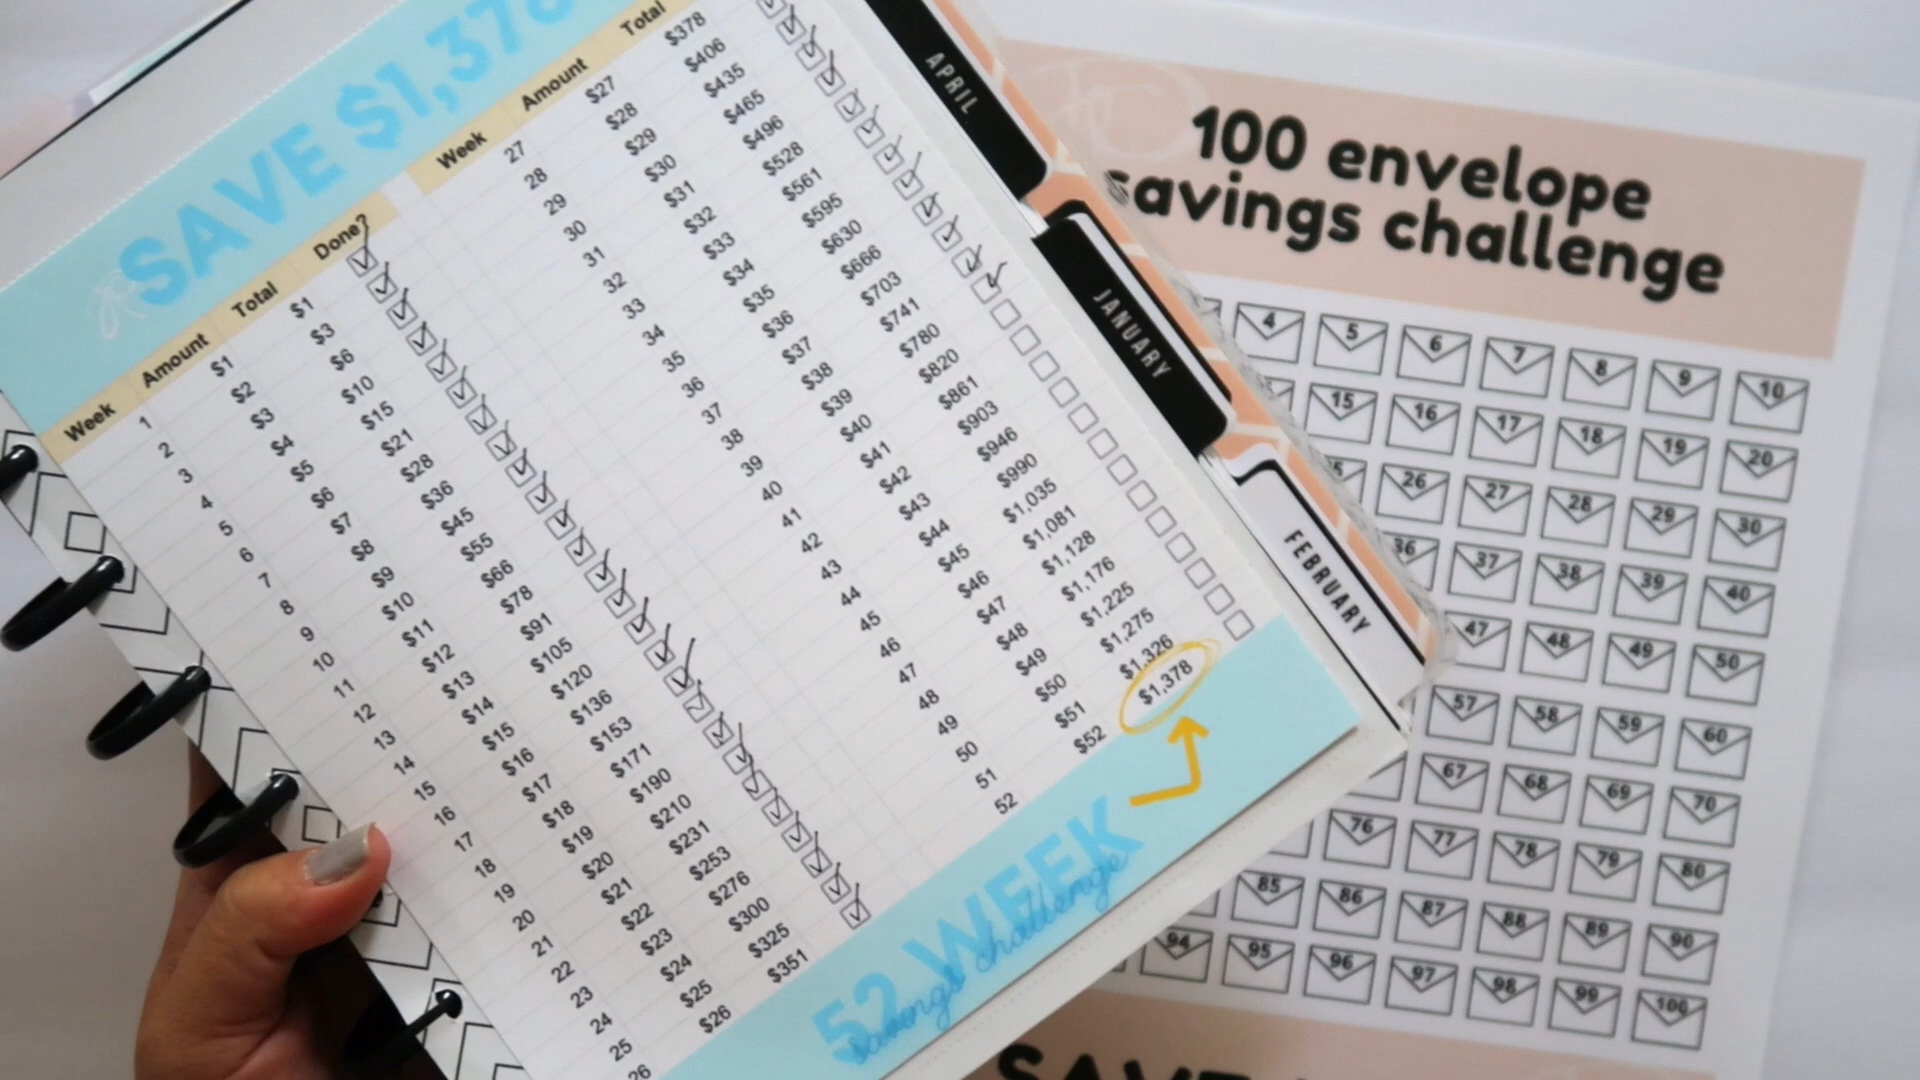 SAVE $1,378
Week Amount Total Done?
1 $1 $1
2 $2 $3
3 $3 $6
4 $4 $10
5 $5 $15
6 $6 $21
7 $7 $28
8 $8 $36
9 $9 $45
10 $10 $55
11 $11 $66
12 $12 $78
13 $13 $91
14 $14 $105
15 $15 $120
16 $16 $136
17 $17 $153
18 $18 $171
19 $19 $190
20 $20 $210
21 $21 $231
22 $22 $253
23 $23 $276
24 $24 $300
25 $25 $325
26 $26 $351
Week Amount Total
27 $27 $378
28 $28 $406
29 $29 $435
30 $30 $465
31 $31 $496
32 $32 $528
33 $33 $561
34 $34 $595
35 $35 $630
36 $36 $666
37 $37 $703
38 $38 $741
39 $39 $780
40 $40 $820
41 $41 $861
42 $42 $903
43 $43 $946
44 $44 $990
45 $45 $1,035
46 $46 $1,081
47 $47 $1,128
48 $48 $1,176
49 $49 $1,225
50 $50 $1,275
51 $51 $1,326
52 $52 $1,378
52 WEEK
savings challenge
APRIL
JANUARY
FEBRUARY
100 envelope
savings challenge
4 5 6 7 8 9 10
15 16 17 18 19 20
26 27 28 29 30
36 37 38 39 40
47 48 49 50
57 58 59 60
67 68 69 70
76 77 78 79 80
85 86 87 88 89 90
94 95 96 97 98 99 100
SAVE